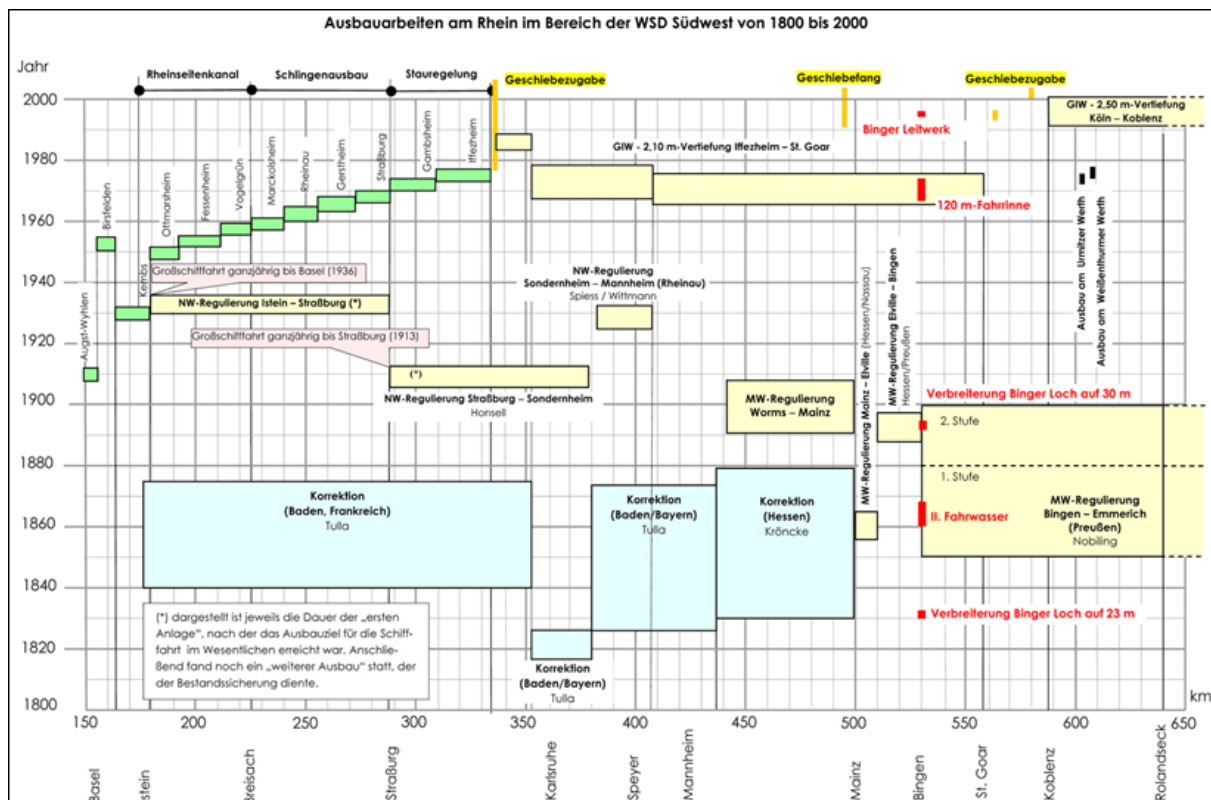 Ausbauarbeiten am Rhein im Bereich der WSD Südwest von 1800 bis 2000
Jahr
Rheinseitenkanal
Schlingenausbau
Stauregelung
Geschiebezugabe
Geschiebefang
Geschiebezugabe
2000
1980
1960
1940
1920
1900
1880
1860
1840
1820
1800
GIW - 2,50 m-Vertiefung
Köln – Koblenz
Binger Leitwerk
GIW - 2,10 m-Vertiefung Iffezheim – St. Goar
120 m-Fahrrinne
Augst-Wyhlen
Birsfelden
Kembs
Ottmarsheim
Fessenheim
Vogelgrün
Marckolsheim
Rheinau
Gerstheim
Straßburg
Gambsheim
Iffezheim
Ausbau am Urmitzer Werth
Ausbau am Weißenthurmer Werth
Großschifffahrt ganzjährig bis Basel (1936)
NW-Regulierung Istein – Straßburg (*)
NW-Regulierung
Sondernheim – Mannheim (Rheinau)
Spiess / Wittmann
Großschifffahrt ganzjährig bis Straßburg (1913)
(*)
NW-Regulierung Straßburg – Sondernheim
Honsell
MW-Regulierung
Worms – Mainz
MW-Regulierung Mainz – Elville (Hessen/Nassau)
MW-Regulierung Elville – Bingen
Hessen/Preußen
Verbreiterung Binger Loch auf 30 m
2. Stufe
1. Stufe
II. Fahrwasser
MW-Regulierung
Bingen – Emmerich
(Preußen)
Nobiling
Korrektion
(Baden, Frankreich)
Tulla
Korrektion
(Baden/Bayern)
Tulla
Korrektion
(Hessen)
Kröncke
Verbreiterung Binger Loch auf 23 m
(*) dargestellt ist jeweils die Dauer der „ersten
Anlage", nach der das Ausbauziel für die Schiff-
fahrt im Wesentlichen erreicht war. Anschlie-
ßend fand noch ein „weiterer Ausbau" statt, der
der Bestandssicherung diente.
Korrektion
(Baden/Bayern)
Tulla
km
150
200
250
300
350
400
450
500
550
600
650
Basel
Istein
Breisach
Straßurg
Karlsruhe
Speyer
Mannheim
Mainz
Bingen
St. Goar
Koblenz
Rolandseck